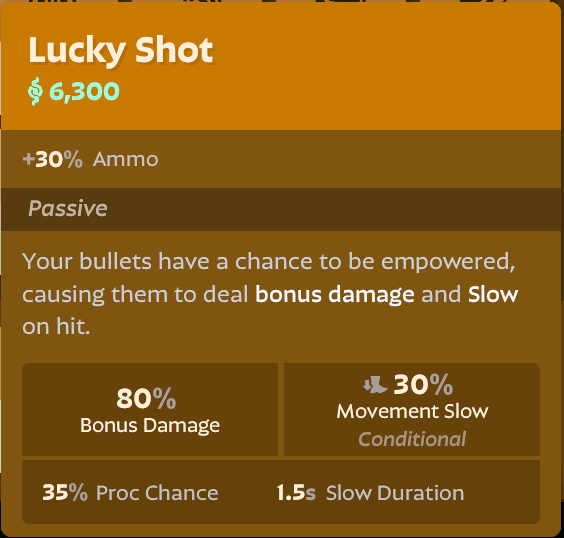 Lucky Shot
6,300
+30% Ammo
Passive
Your bullets have a chance to be empowered,
causing them to deal bonus damage and Slow
on hit.
80%
Bonus Damage
30%
Movement Slow
Conditional
35% Proc Chance
1.5s Slow Duration